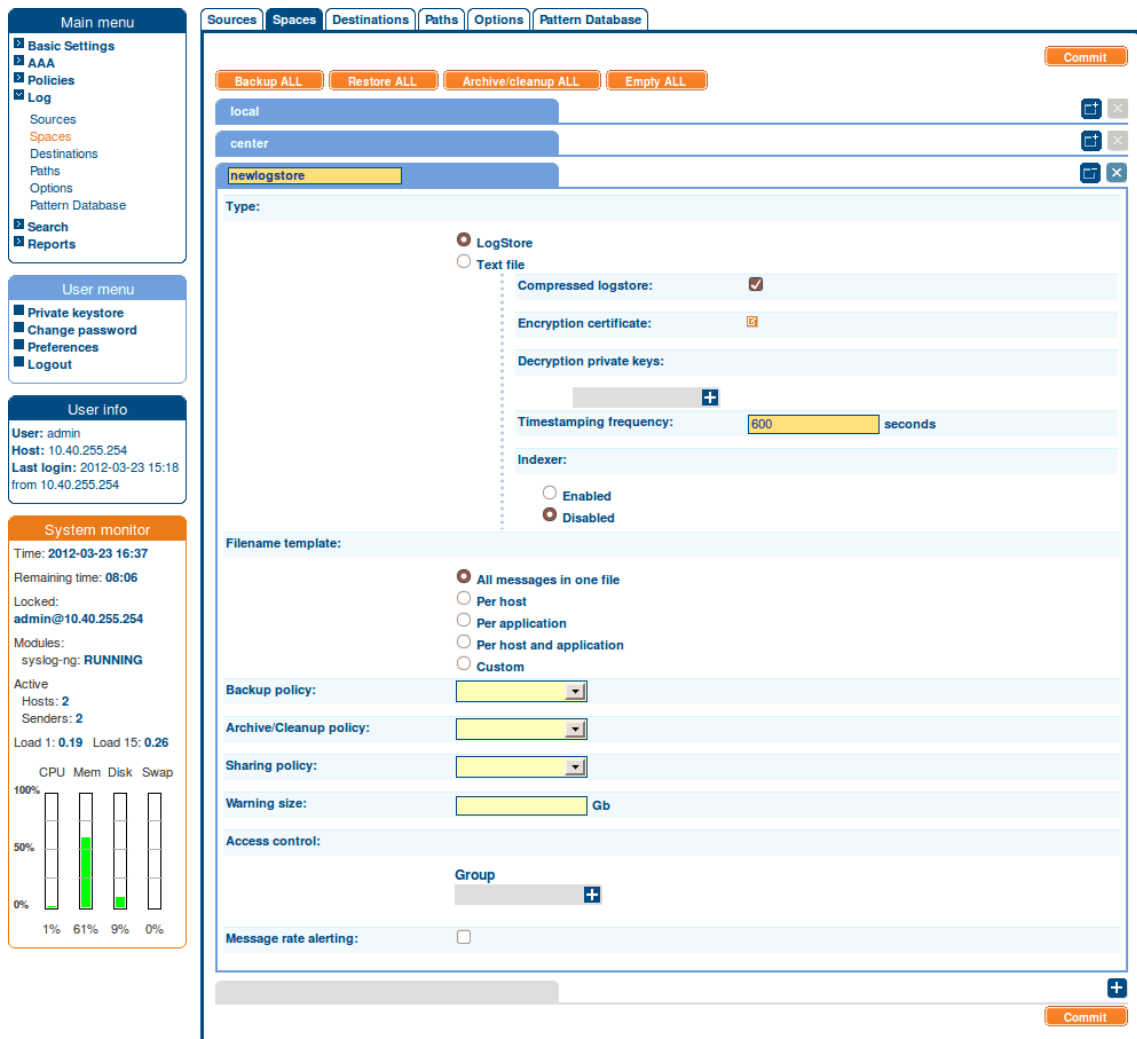 Main menu
Basic Settings
AAA
Policies
Log
Sources
Spaces
Destinations
Paths
Options
Pattern Database
Search
Reports
User menu
Private keystore
Change password
Preferences
Logout
User info
User: admin
Host: 10.40.255.254
Last login: 2012-03-23 15:18
from 10.40.255.254
System monitor
Time: 2012-03-23 16:37
Remaining time: 08:06
Locked:
admin@10.40.255.254
Modules:
syslog-ng: RUNNING
Active
Hosts: 2
Senders: 2
Load 1: 0.19 Load 15: 0.26
CPU Mem Disk Swap
100%
50%
0%
1% 61% 9% 0%
Sources Spaces Destinations Paths Options Pattern Database
Commit
Backup ALL Restore ALL Archive/cleanup ALL Empty ALL
local
center
newlogstore
Type:
LogStore
Text file
Compressed logstore:
Encryption certificate:
Decryption private keys:
Timestamping frequency: 600 seconds
Indexer:
Enabled
Disabled
Filename template:
All messages in one file
Per host
Per application
Per host and application
Custom
Backup policy:
Archive/Cleanup policy:
Sharing policy:
Warning size: Gb
Access control:
Group
Message rate alerting:
Commit